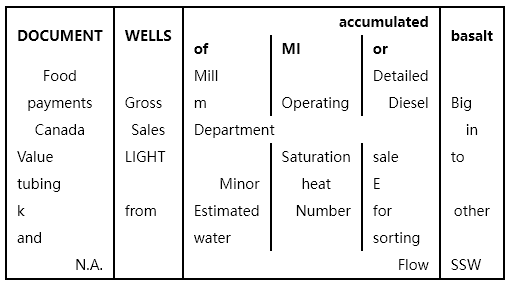 accumulated
DOCUMENT WELLS basalt
of MI or
Food Mill Detailed
payments Gross m Operating Diesel Big
Canada Sales Department in
Value LIGHT Saturation sale to
tubing Minor heat E
k from Estimated Number for other
and water sorting
N.A. Flow SSW